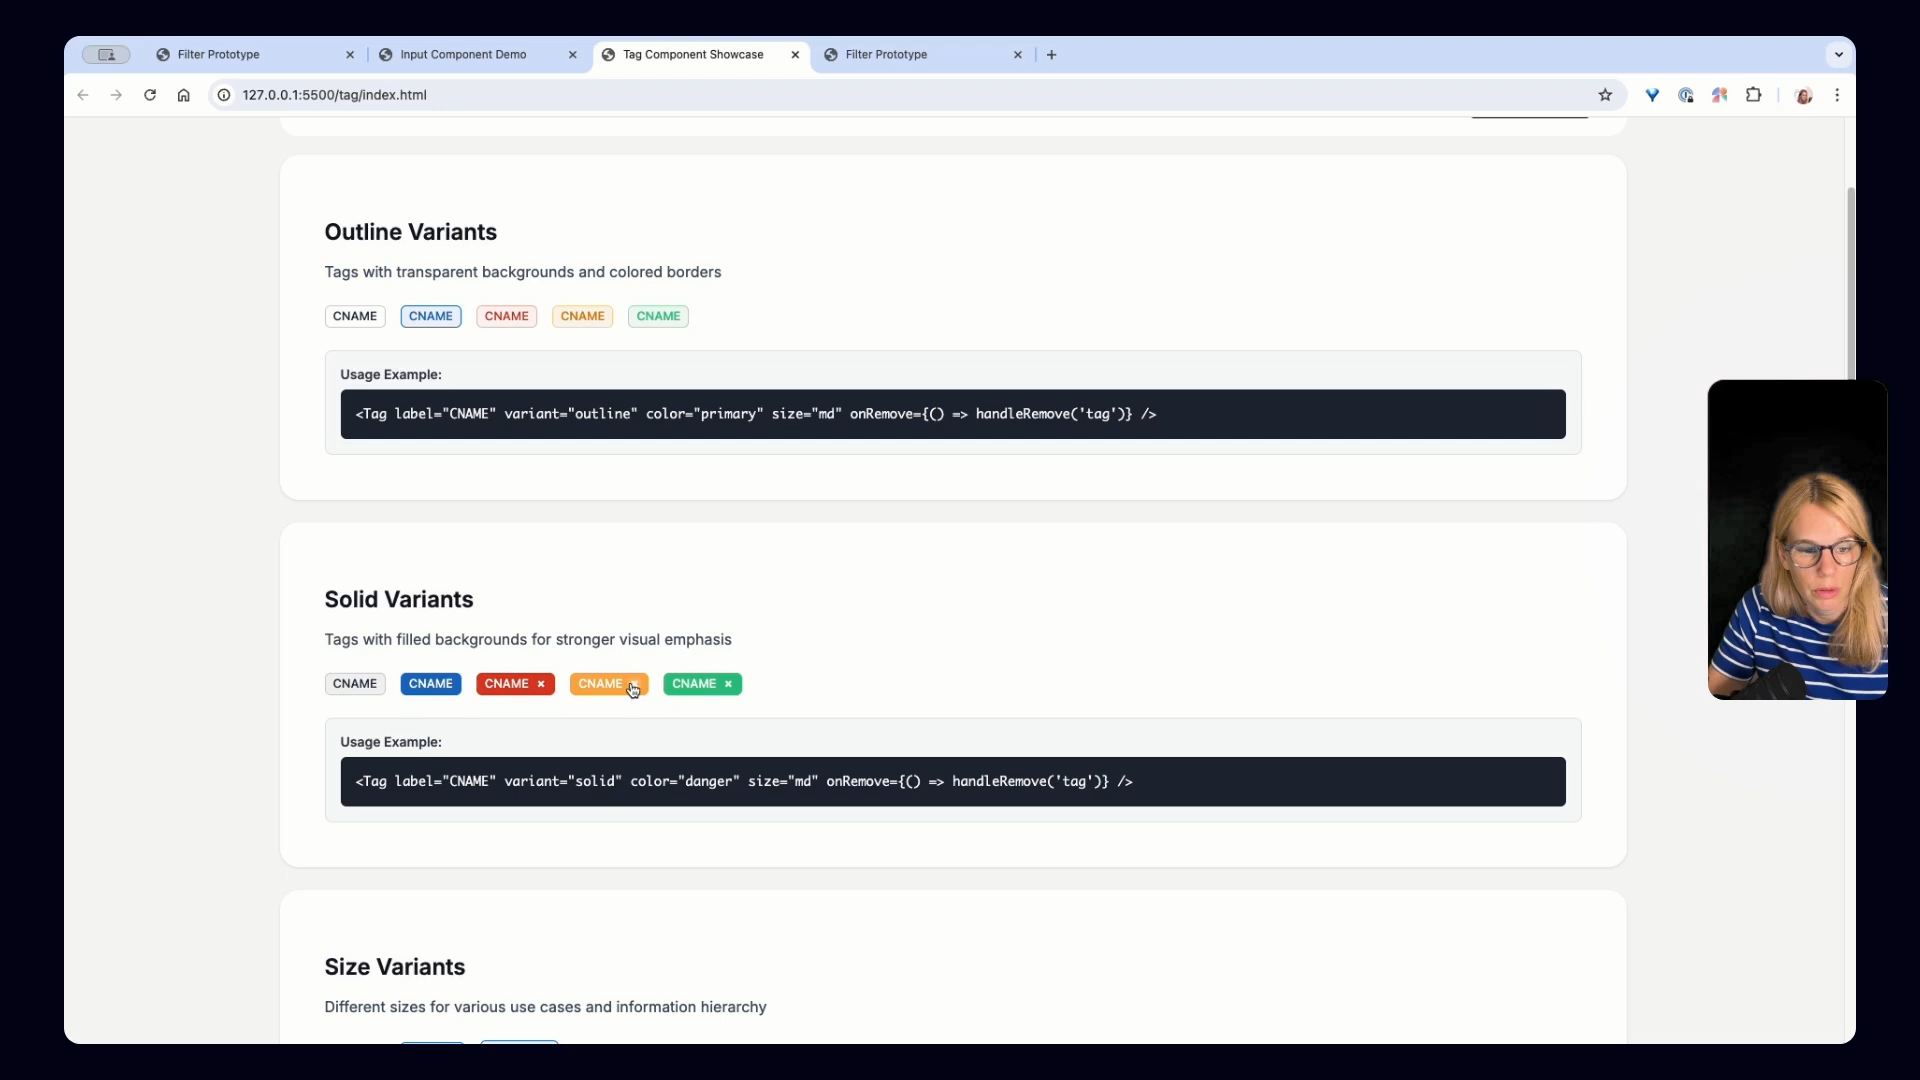 Filter Prototype
Input Component Demo
Tag Component Showcase
Filter Prototype
127.0.0.1:5500/tag/index.html
Outline Variants
Tags with transparent backgrounds and colored borders
CNAME CNAME CNAME CNAME CNAME
Usage Example:
<Tag label="CNAME" variant="outline" color="primary" size="md" onRemove={() => handleRemove('tag')} />
Solid Variants
Tags with filled backgrounds for stronger visual emphasis
CNAME CNAME CNAME × CNAME CNAME ×
Usage Example:
<Tag label="CNAME" variant="solid" color="danger" size="md" onRemove={() => handleRemove('tag')} />
Size Variants
Different sizes for various use cases and information hierarchy